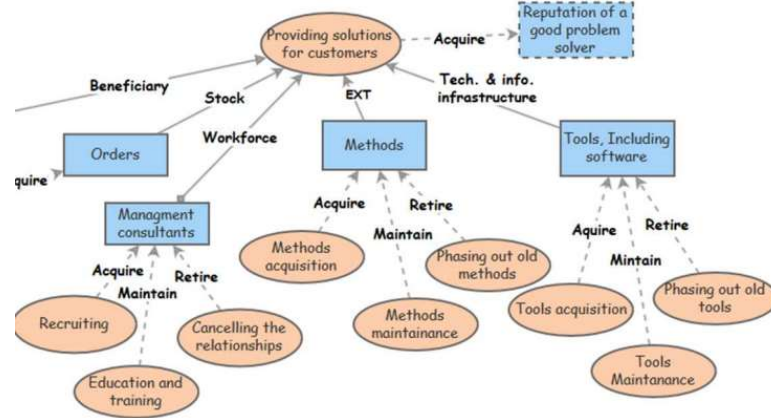 Providing solutions
for customers
Acquire
Reputation of a
good problem
solver
Beneficiary
Stock
Workforce
EXT
Tech. & info.
infrastructure
Orders
Methods
Tools, Including
software
quire
Managment
consultants
Acquire
Maintain
Retire
Acquire
Maintain
Retire
Aquire
Mintain
Retire
Recruiting
Education and
training
Cancelling the
relationships
Methods
acquisition
Methods
maintainance
Phasing out old
methods
Tools acquisition
Tools
Maintanance
Phasing out old
tools